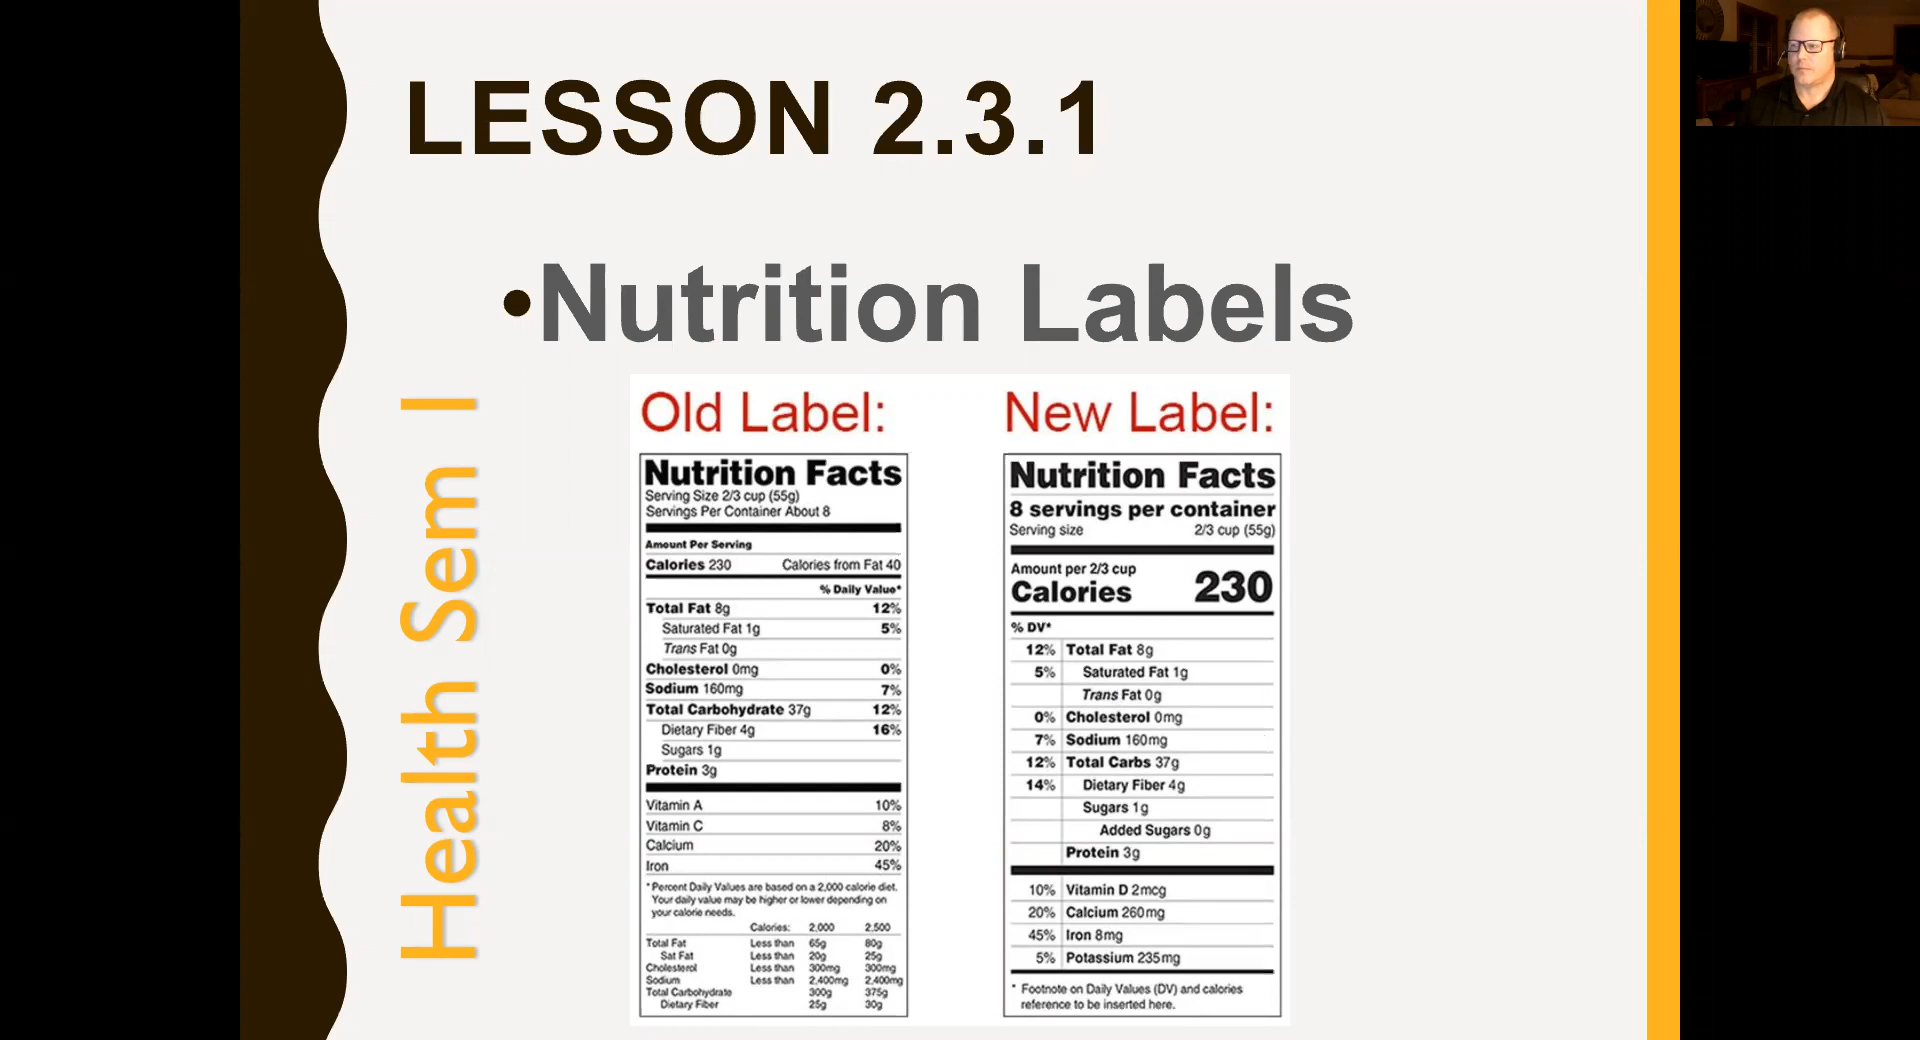 LESSON 2.3.1
•Nutrition Labels
Health Sem I
Old Label:
Nutrition Facts
Serving Size 2/3 cup (55g)
Servings Per Container About 8
Amount Per Serving
Calories 230 Calories from Fat 40
% Daily Value*
Total Fat 8g 12%
Saturated Fat 1g 5%
Trans Fat 0g
Cholesterol 0mg 0%
Sodium 160mg 7%
Total Carbohydrate 37g 12%
Dietary Fiber 4g 16%
Sugars 1g
Protein 3g
Vitamin A 10%
Vitamin C 8%
Calcium 20%
Iron 45%
* Percent Daily Values are based on a 2,000 calorie diet.
Your daily value may be higher or lower depending on
your calorie needs.
Calories: 2,000 2,500
Total Fat Less than 65g 80g
Sat Fat Less than 20g 25g
Cholesterol Less than 300mg 300mg
Sodium Less than 2,400mg 2,400mg
Total Carbohydrate 300g 375g
Dietary Fiber 25g 30g
New Label:
Nutrition Facts
8 servings per container
Serving size 2/3 cup (55g)
Amount per 2/3 cup
Calories 230
% DV*
12% Total Fat 8g
5% Saturated Fat 1g
Trans Fat 0g
0% Cholesterol 0mg
7% Sodium 160mg
12% Total Carbs 37g
14% Dietary Fiber 4g
Sugars 1g
Added Sugars 0g
Protein 3g
10% Vitamin D 2mcg
20% Calcium 260mg
45% Iron 8mg
5% Potassium 235mg
* Footnote on Daily Values (DV) and calories
reference to be inserted here.